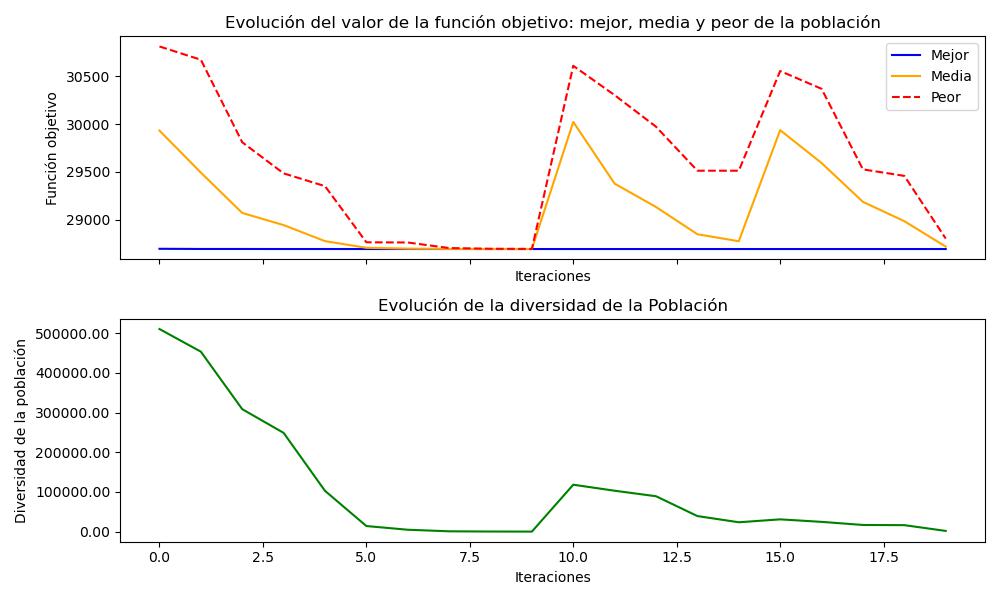 Evolución del valor de la función objetivo: mejor, media y peor de la población
Función objetivo
30500
30000
29500
29000
Mejor
Media
Peor
Iteraciones
Evolución de la diversidad de la Población
Diversidad de la población
500000.00
400000.00
300000.00
200000.00
100000.00
0.00
0.0 2.5 5.0 7.5 10.0 12.5 15.0 17.5
Iteraciones